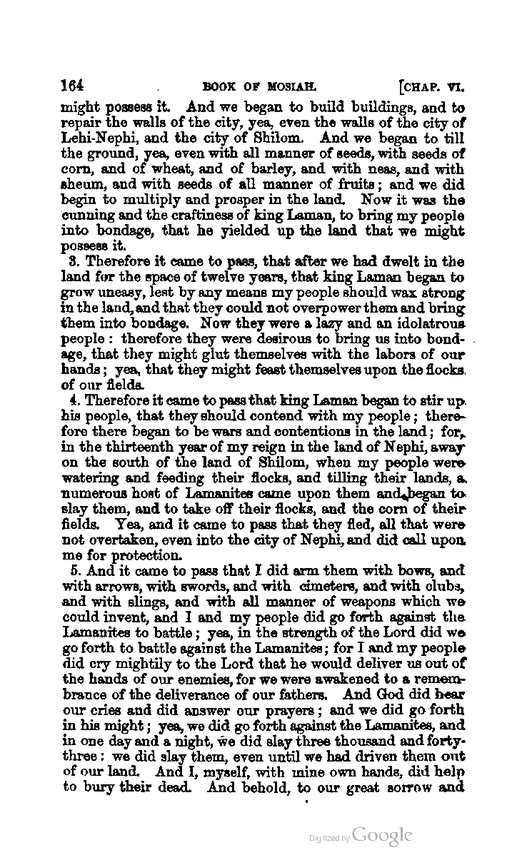 164 BOOK OF MOSIAH. [CHAP. VI.
might possess it. And we began to build buildings, and to
repair the walls of the city, yea, even the walls of the city of
Lehi-Nephi, and the city of Shilom. And we began to till
the ground, yea, even with all manner of seeds, with seeds of
corn, and of wheat, and of barley, and with neas, and with
sheum, and with seeds of all manner of fruits; and we did
begin to multiply and prosper in the land. Now it was the
cunning and the craftiness of king Laman, to bring my people
into bondage, that he yielded up the land that we might
possess it.
3. Therefore it came to pass, that after we had dwelt in the
land for the space of twelve years, that king Laman began to
grow uneasy, lest by any means my people should wax strong
in the land, and that they could not overpower them and bring
them into bondage. Now they were a lazy and an idolatrous
people: therefore they were desirous to bring us into bond-
age, that they might glut themselves with the labors of our
hands; yea, that they might feast themselves upon the flocks
of our fields.
4. Therefore it came to pass that king Laman began to stir up
his people, that they should contend with my people; there-
fore there began to be wars and contentions in the land; for,
in the thirteenth year of my reign in the land of Nephi, away
on the south of the land of Shilom, when my people were
watering and feeding their flocks, and tilling their lands, a
numerous host of Lamanites came upon them and began to
slay them, and to take off their flocks, and the corn of their
fields. Yea, and it came to pass that they fled, all that were
not overtaken, even into the city of Nephi, and did call upon
me for protection.
5. And it came to pass that I did arm them with bows, and
with arrows, with swords, and with cimeters, and with clubs,
and with slings, and with all manner of weapons which we
could invent, and I and my people did go forth against the
Lamanites to battle; yea, in the strength of the Lord did we
go forth to battle against the Lamanites; for I and my people
did cry mightily to the Lord that he would deliver us out of
the hands of our enemies, for we were awakened to a remem-
brance of the deliverance of our fathers. And God did hear
our cries and did answer our prayers; and we did go forth
in his might; yea, we did go forth against the Lamanites, and
in one day and a night, we did slay three thousand and forty-
three: we did slay them, even until we had driven them out
of our land. And I, myself, with mine own hands, did help
to bury their dead. And behold, to our great sorrow and
Digitized by Google